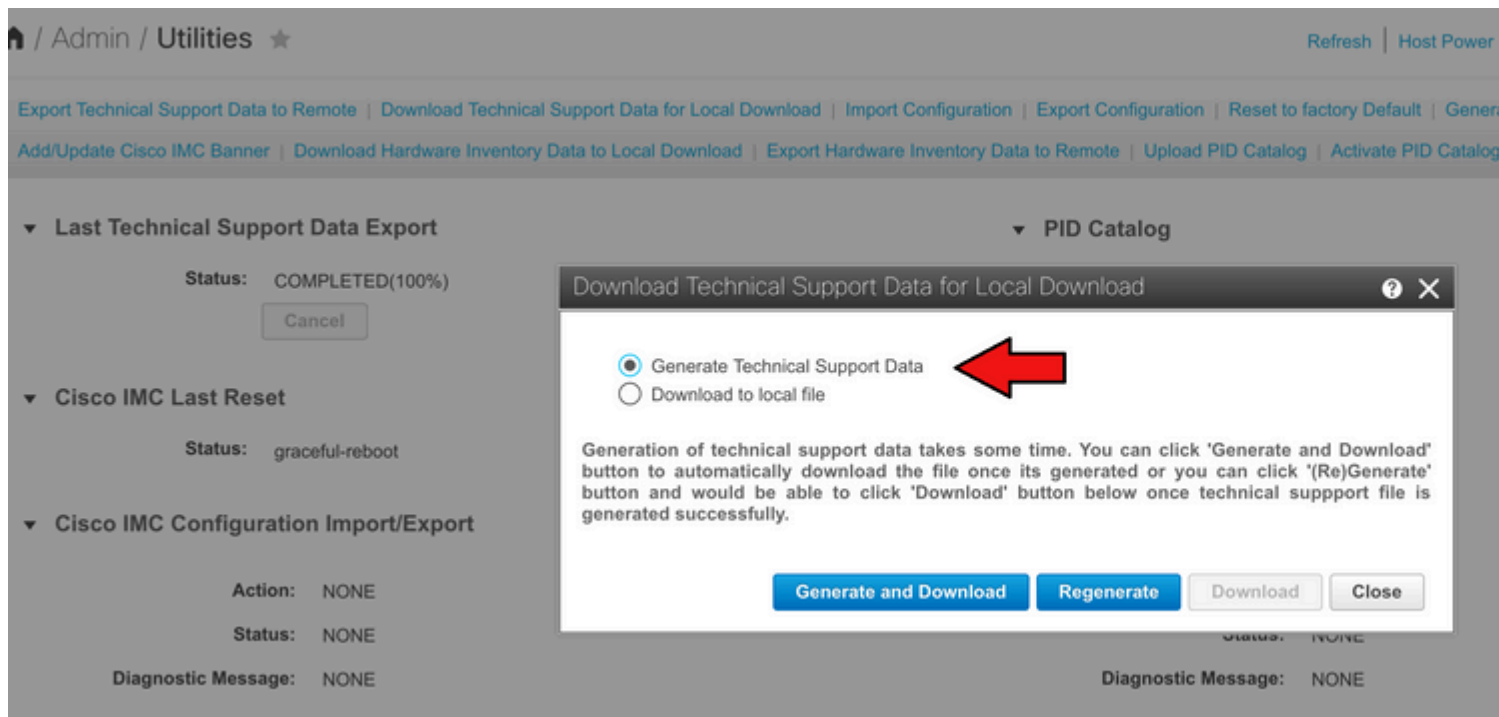 / Admin / Utilities
Refresh | Host Power
Export Technical Support Data to Remote | Download Technical Support Data for Local Download | Import Configuration | Export Configuration | Reset to factory Default |
Add/Update Cisco IMC Banner | Download Hardware Inventory Data to Local Download | Export Hardware Inventory Data to Remote | Upload PID Catalog | Activate PID Catalog
Last Technical Support Data Export
PID Catalog
Status: COMPLETED(100%)
Cancel
Download Technical Support Data for Local Download
Generate Technical Support Data
Download to local file
Cisco IMC Last Reset
Status: graceful-reboot
Generation of technical support data takes some time. You can click 'Generate and Download'
button to automatically download the file once its generated or you can click '(Re)Generate'
button and would be able to click 'Download' button below once technical suppport file is
generated successfully.
Cisco IMC Configuration Import/Export
Generate and Download
Regenerate
Download
Close
Action: NONE
Status: NONE
Status: NONE
Diagnostic Message: NONE
Diagnostic Message: NONE